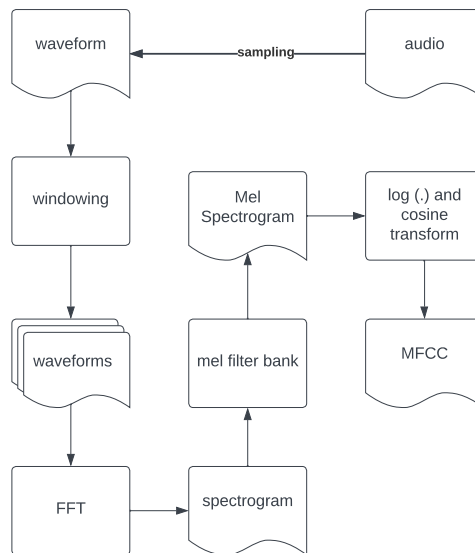 waveform
sampling
audio
windowing
Mel
Spectrogram
log (.) and
cosine
transform
waveforms
mel filter bank
MFCC
FFT
spectrogram